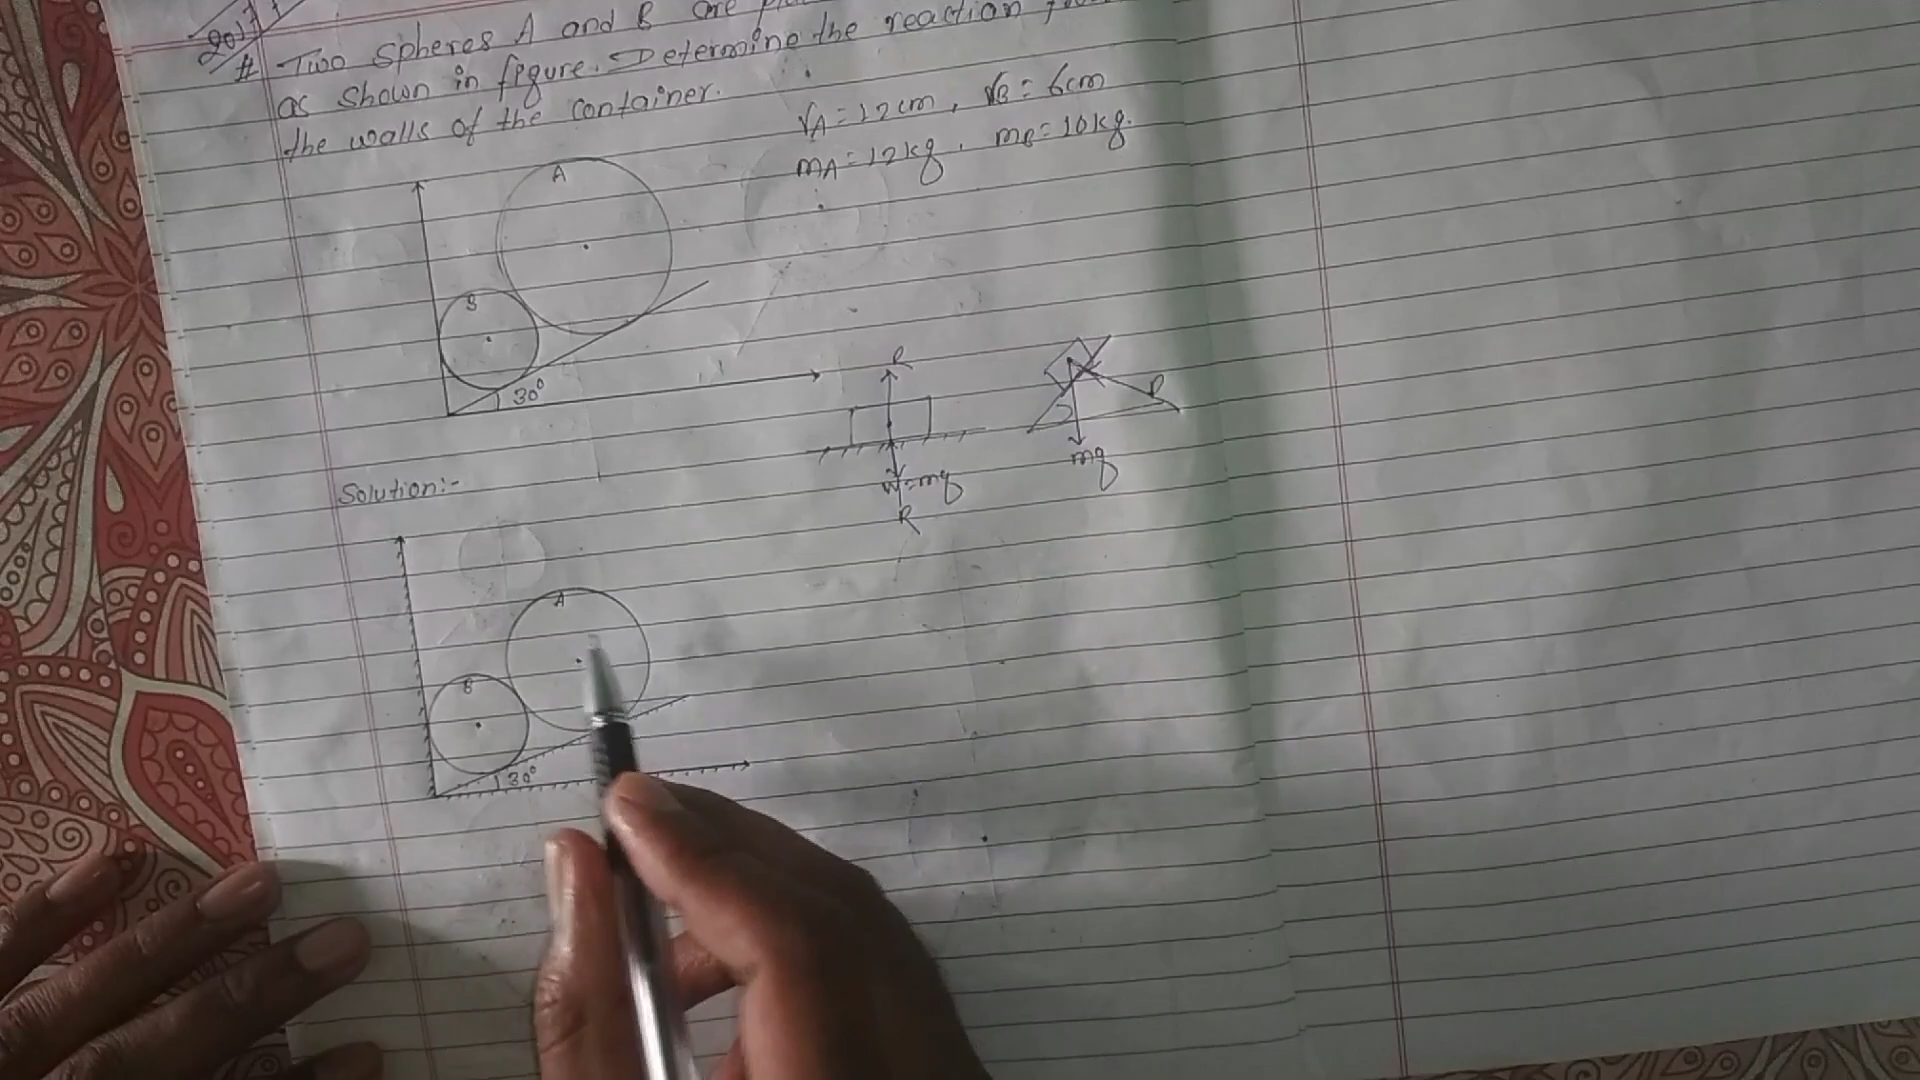 # Two spheres A and B are
as shown in figure. Determine the reaction
the walls of the container.
rA = 12cm, rB = 6cm
mA = 12kg, mB = 10kg.
A
B
30°
R
R
W=mg
R
mg
Solution:-
A
B
30°